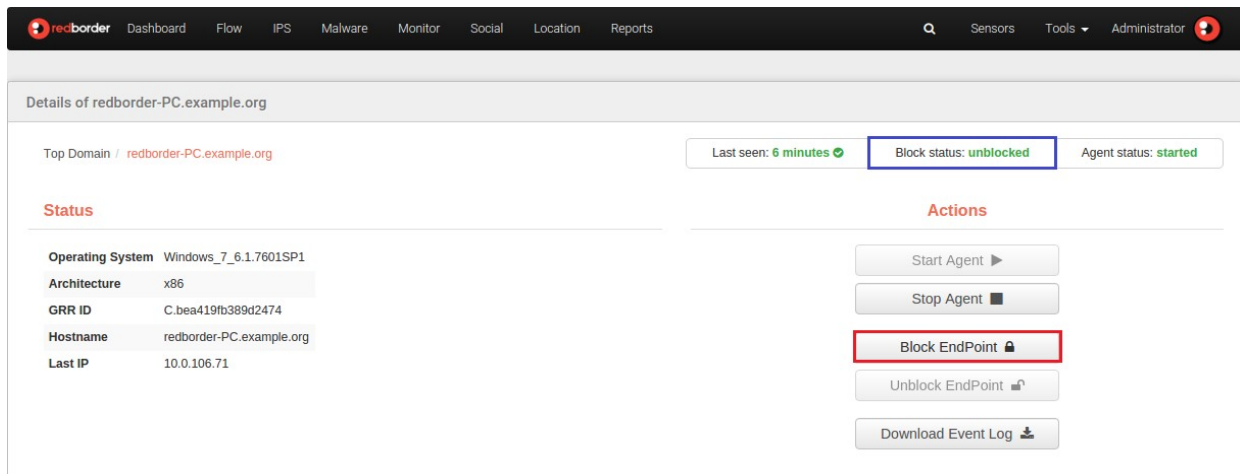 redborder Dashboard Flow IPS Malware Monitor Social Location Reports Sensors Tools Administrator
Details of redborder-PC.example.org
Top Domain / redborder-PC.example.org
Last seen: 6 minutes Block status: unblocked Agent status: started
Status
Operating System Windows_7_6.1.7601SP1
Architecture x86
GRR ID C.bea419fb389d2474
Hostname redborder-PC.example.org
Last IP 10.0.106.71
Actions
Start Agent
Stop Agent
Block EndPoint
Unblock EndPoint
Download Event Log